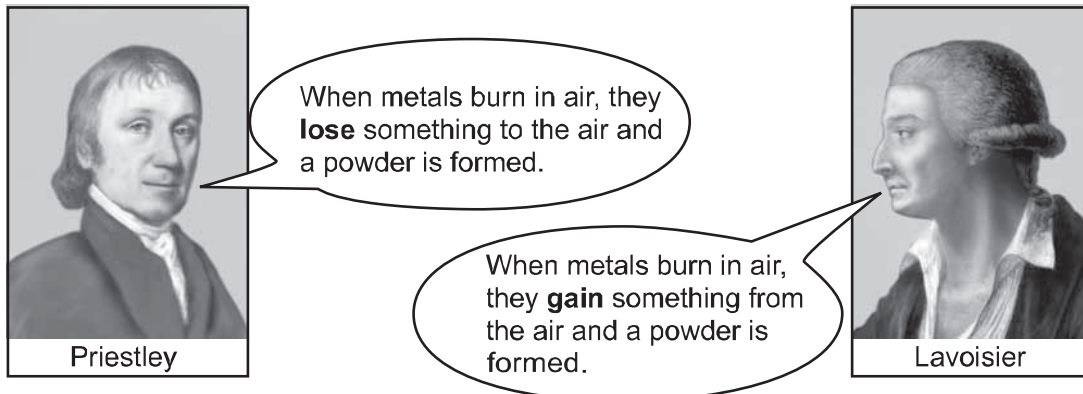 When metals burn in air, they
lose something to the air and
a powder is formed.
Priestley
When metals burn in air,
they gain something from
the air and a powder is
formed.
Lavoisier